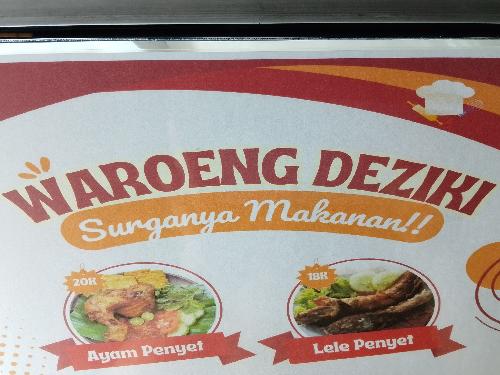 WAROENG DEZIKI
Surganya Makanan!!
20K
18K
Ayam Penyet
Lele Penyet